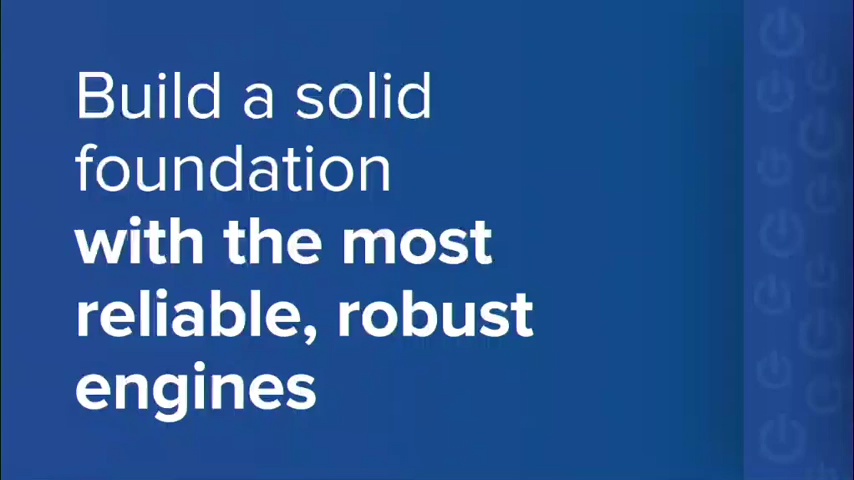 Build a solid
foundation
with the most
reliable, robust
engines